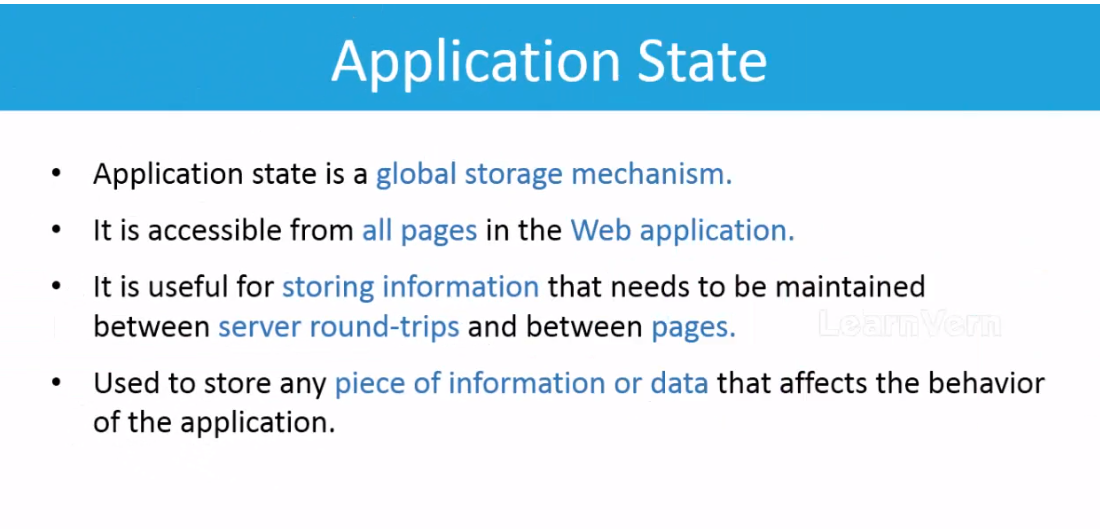 Application State
• Application state is a global storage mechanism.
• It is accessible from all pages in the Web application.
• It is useful for storing information that needs to be maintained
between server round-trips and between pages.
LearnVern
• Used to store any piece of information or data that affects the behavior
of the application.